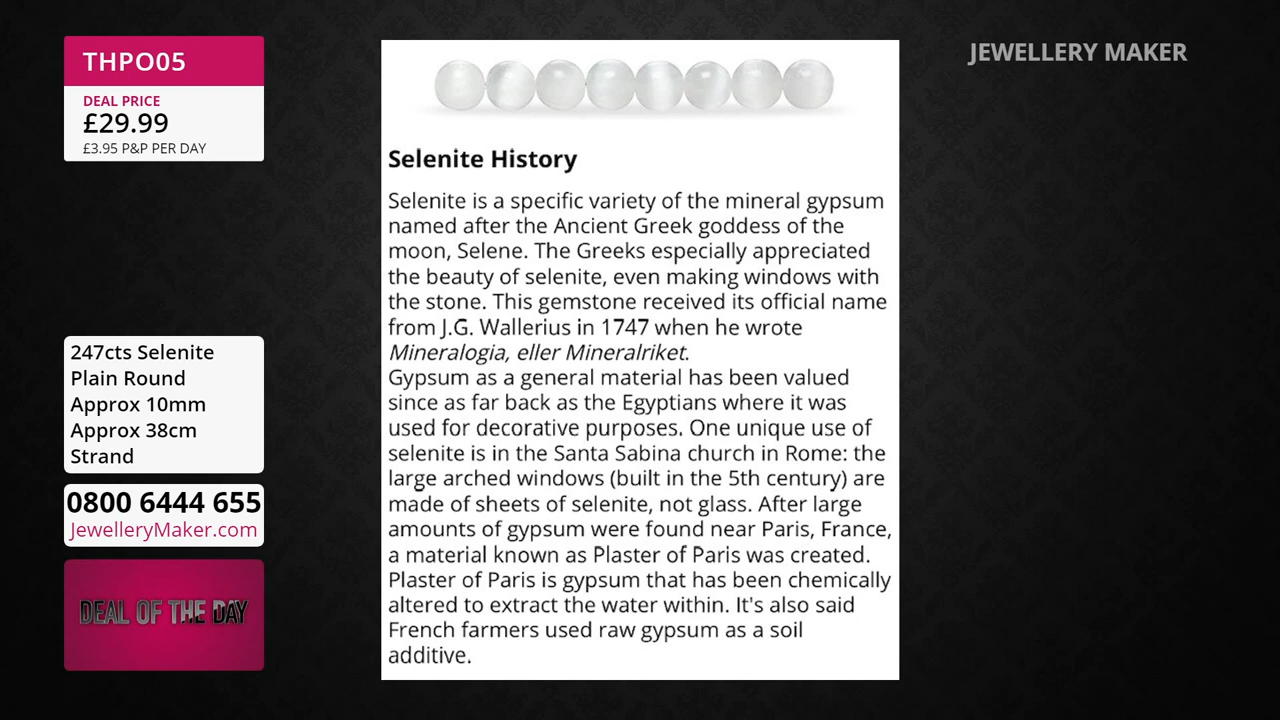 THPO05
DEAL PRICE
£29.99
£3.95 P&P PER DAY
247cts Selenite
Plain Round
Approx 10mm
Approx 38cm
Strand
0800 6444 655
JewelleryMaker.com
DEAL OF THE DAY
Selenite History
Selenite is a specific variety of the mineral gypsum
named after the Ancient Greek goddess of the
moon, Selene. The Greeks especially appreciated
the beauty of selenite, even making windows with
the stone. This gemstone received its official name
from J.G. Wallerius in 1747 when he wrote
Mineralogia, eller Mineralriket.
Gypsum as a general material has been valued
since as far back as the Egyptians where it was
used for decorative purposes. One unique use of
selenite is in the Santa Sabina church in Rome: the
large arched windows (built in the 5th century) are
made of sheets of selenite, not glass. After large
amounts of gypsum were found near Paris, France,
a material known as Plaster of Paris was created.
Plaster of Paris is gypsum that has been chemically
altered to extract the water within. It's also said
French farmers used raw gypsum as a soil
additive.
JEWELLERY MAKER